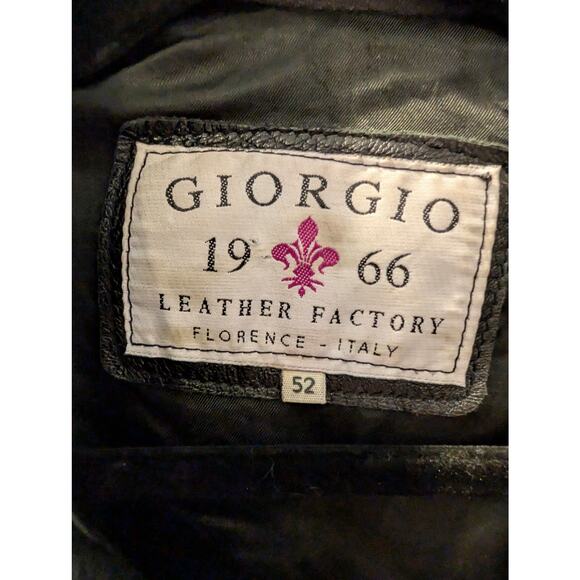 GIORGIO
19 66
LEATHER FACTORY
FLORENCE - ITALY
52